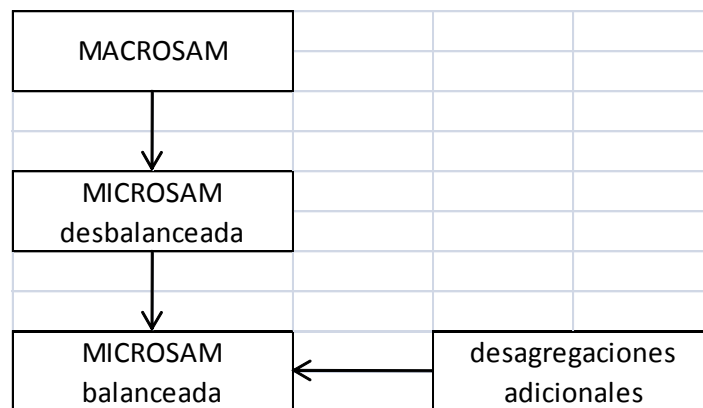 MACROSAM
MICROSAM
desbalanceada
MICROSAM
balanceada
desagregaciones
adicionales